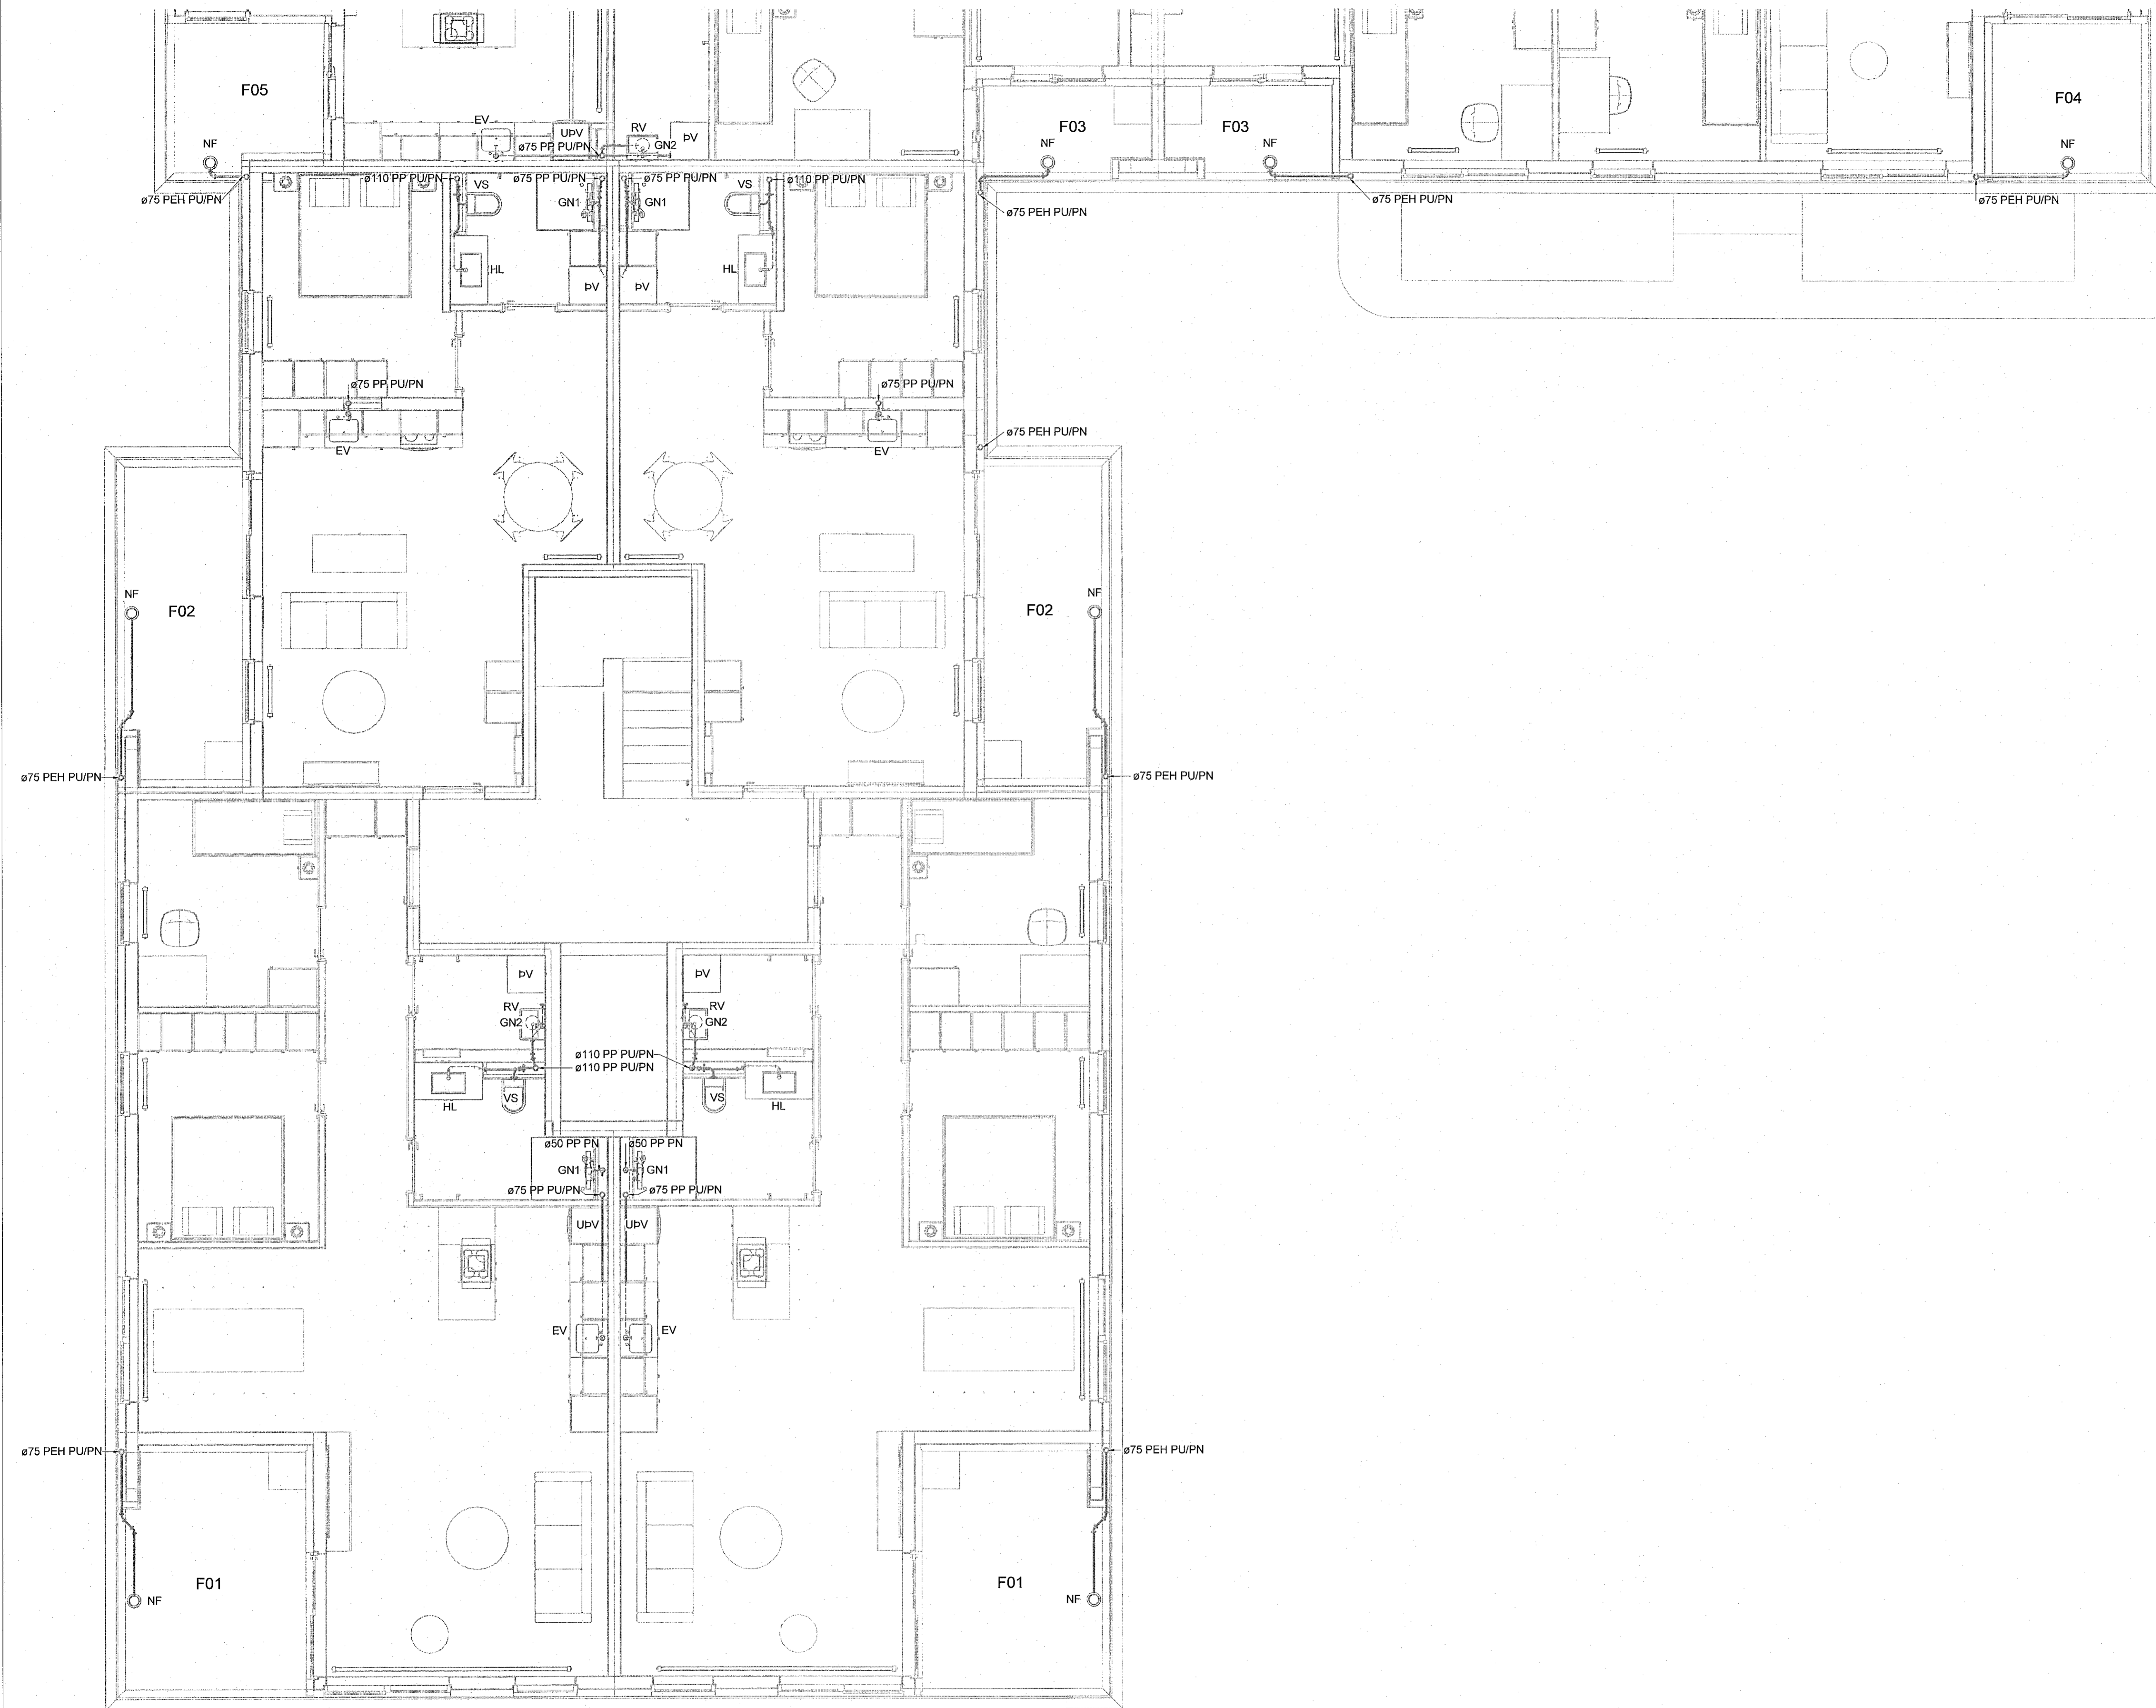 F05
F04
EV
UÞV
RV
ÞV
F03
F03
NF
ø75 PP PU/PN
GN2
NF
NF
NF
ø110 PP PU/PN
VS
ø75 PP PU/PN
ø75 PP PU/PN
VS
ø110 PP PU/PN
ø75 PEH PU/PN
GN1
GN1
ø75 PEH PU/PN
ø75 PEH PU/PN
ø75 PEH PU/PN
HL
HL
ÞV
ÞV
ø75 PP PU/PN
ø75 PP PU/PN
ø75 PEH PU/PN
EV
EV
NF
NF
F02
F02
ø75 PEH PU/PN
ø75 PEH PU/PN
ÞV
ÞV
RV
RV
GN2
GN2
ø110 PP PU/PN
ø110 PP PU/PN
VS
VS
HL
HL
ø50 PP PN
ø50 PP PN
GN1
GN1
ø75 PP PU/PN
ø75 PP PU/PN
UÞV
UÞV
EV
EV
ø75 PEH PU/PN
ø75 PEH PU/PN
F01
F01
NF
NF